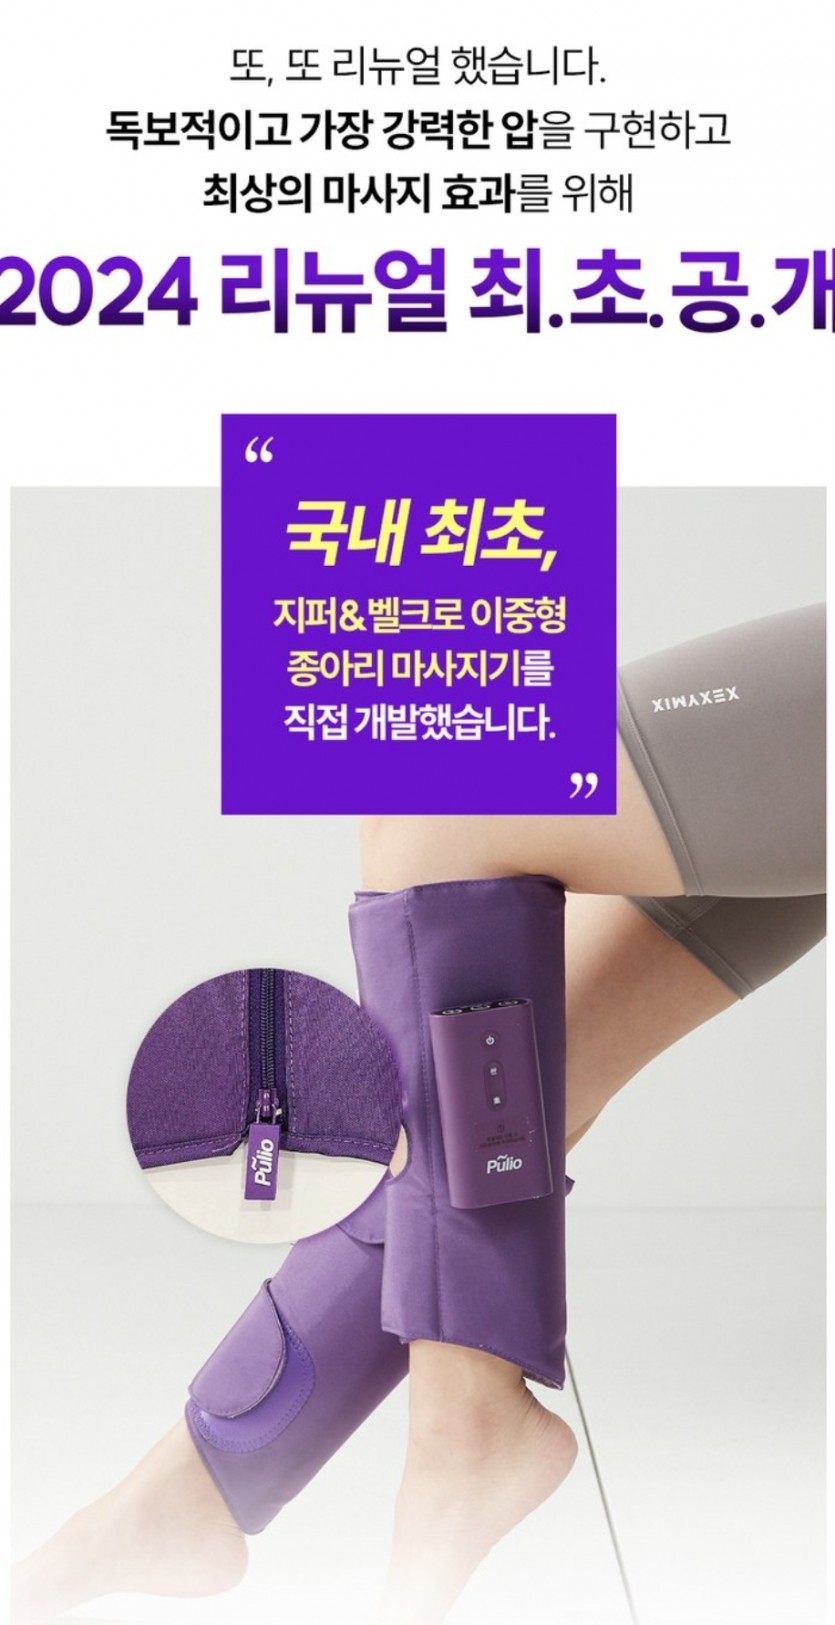 또, 또 리뉴얼 했습니다.
독보적이고 가장 강력한 압을 구현하고
최상의 마사지 효과를 위해
2024 리뉴얼 최.초.공.개
“
국내 최초,
지퍼&벨크로 이중형
종아리 마사지기를
직접 개발했습니다.
”
XEXYMIX
Pulio
Pulio